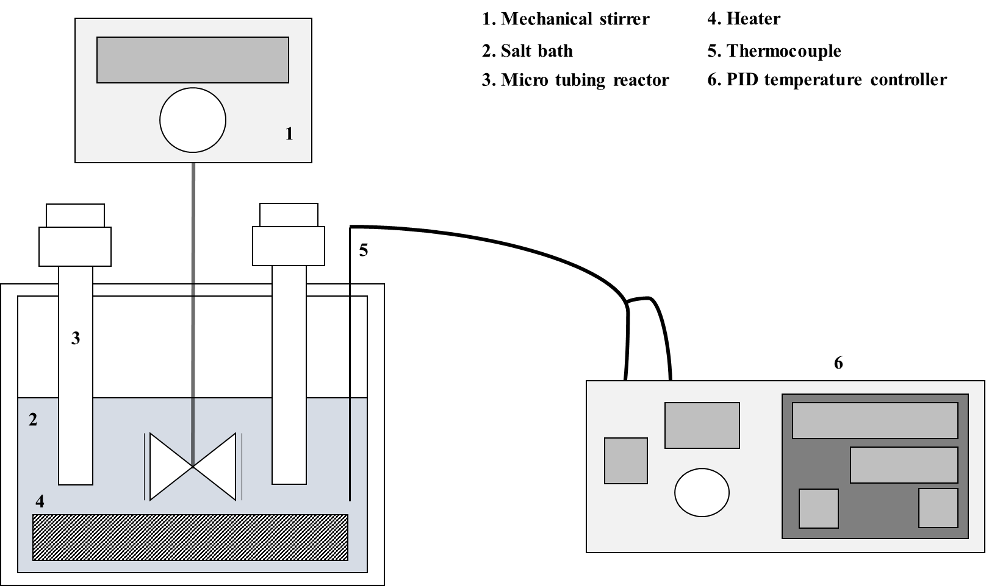 1. Mechanical stirrer
2. Salt bath
3. Micro tubing reactor
4. Heater
5. Thermocouple
6. PID temperature controller
1
5
3
6
2
4